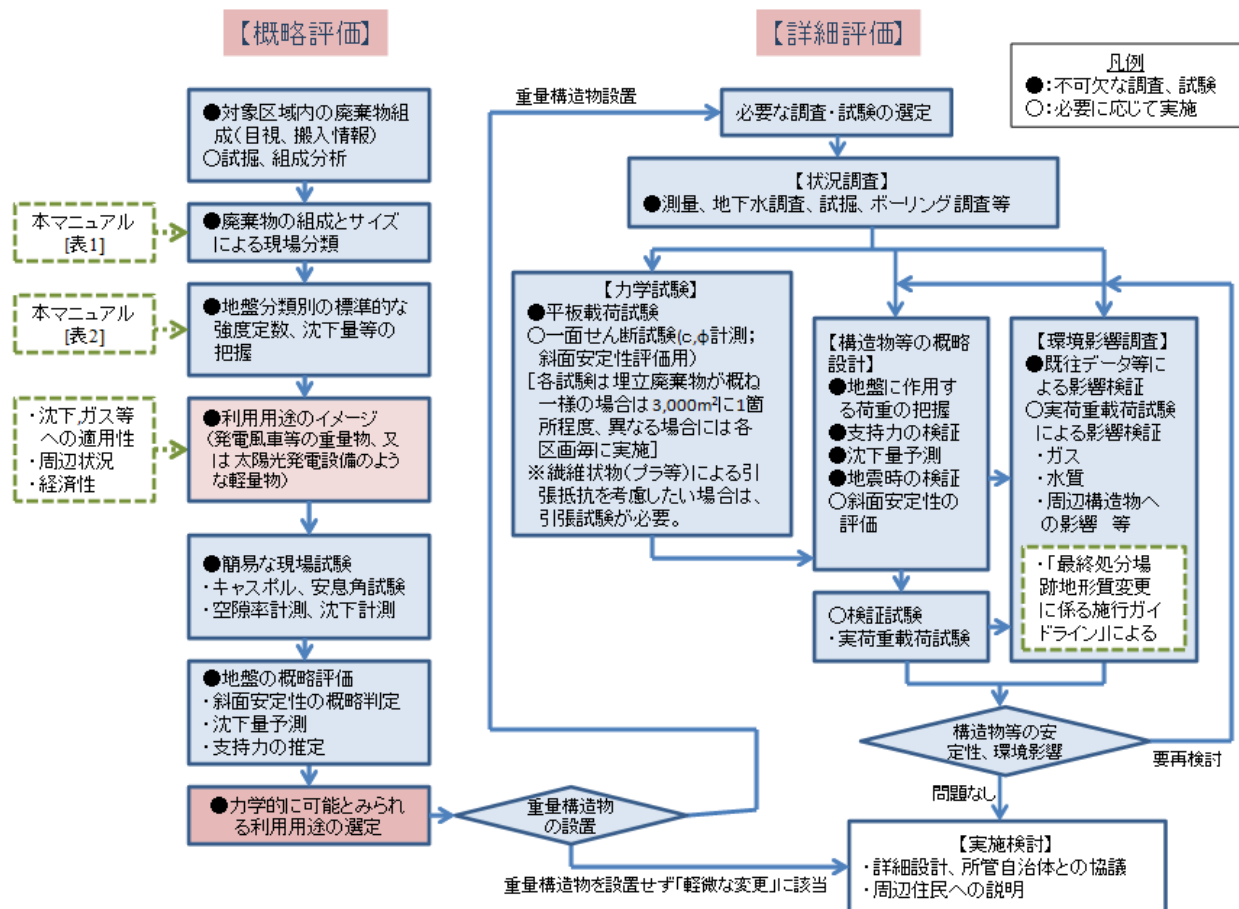 【概略評価】
●対象区域内の廃棄物組
成(目視、搬入情報)
○試掘、組成分析
本マニュアル
[表1]
●廃棄物の組成とサイズ
による現場分類
本マニュアル
[表2]
●地盤分類別の標準的な
強度定数、沈下量等の
把握
・沈下,ガス等
への適用性
・周辺状況
・経済性
●利用用途のイメージ
(発電風車等の重量物、又
は太陽光発電設備のよう
な軽量物)
●簡易な現場試験
・キャスポル、安息角試験
・空隙率計測、沈下計測
●地盤の概略評価
・斜面安定性の概略判定
・沈下量予測
・支持力の推定
●力学的に可能とみられ
る利用用途の選定
重量構造物
の設置
重量構造物設置
重量構造物を設置せず「軽微な変更」に該当
【詳細評価】
凡例
●:不可欠な調査、試験
○:必要に応じて実施
必要な調査・試験の選定
【状況調査】
●測量、地下水調査、試掘、ボーリング調査等
【力学試験】
●平板載荷試験
○一面せん断試験(c,φ計測;
斜面安定性評価用)
[各試験は埋立廃棄物が概ね
一様の場合は3,000m²に1箇
所程度、異なる場合には各
区画毎に実施]
※繊維状物(プラ等)による引
張抵抗を考慮したい場合は、
引張試験が必要。
【構造物等の概略
設計】
●地盤に作用す
る荷重の把握
●支持力の検証
●沈下量予測
●地震時の検証
○斜面安定性の
評価
○検証試験
・実荷重載荷試験
【環境影響調査】
●既往データ等に
よる影響検証
○実荷重載荷試験
による影響検証
・ガス
・水質
・周辺構造物へ
の影響 等
・「最終処分場
跡地形質変更
に係る施行ガイ
ドライン」による
構造物等の安
定性、環境影響
要再検討
問題なし
【実施検討】
・詳細設計、所管自治体との協議
・周辺住民への説明